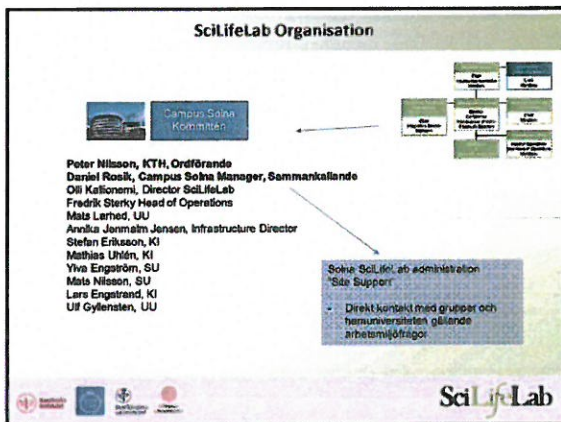 SciLifeLab Organisation
Campus Solna
Kommittén
Peter Nilsson, KTH, Ordförande
Daniel Rosik, Campus Solna Manager, Sammankallande
Olli Kallioniemi, Director SciLifeLab
Fredrik Sterky Head of Operations
Mats Larhed, UU
Annika Jenmalm Jensen, Infrastructure Director
Stefan Eriksson, KI
Mathias Uhlén, KI
Ylva Engström, SU
Mats Nilsson, SU
Lars Engstrand, KI
Ulf Gyllensten, UU
Solna SciLifeLab administration
"Site Support"
- Direkt kontakt med grupper och
hemuniversiteten gällande
arbetsmiljöfrågor
SciLifeLab